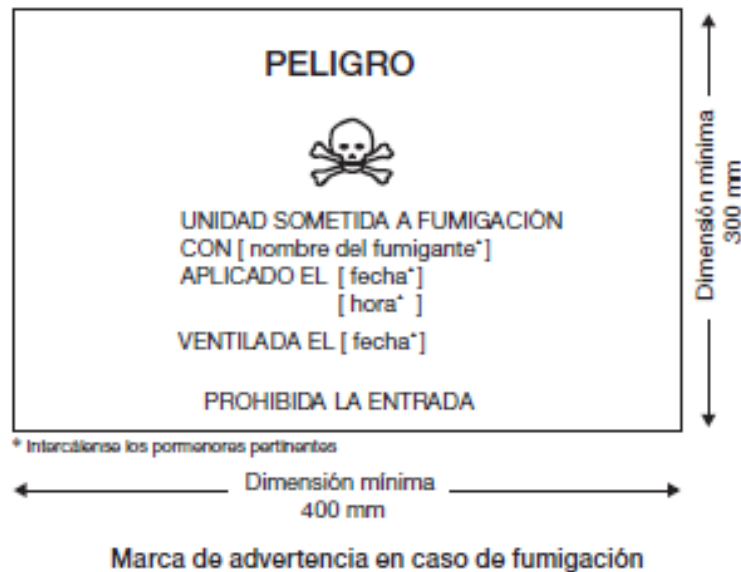 PELIGRO
UNIDAD SOMETIDA A FUMIGACIÓN
CON [ nombre del fumigante*]
APLICADO EL [ fecha*]
[ hora* ]
VENTILADA EL [ fecha*]
PROHIBIDA LA ENTRADA
* Intercálense los pormenores pertinentes
Dimensión mínima
300 mm
Dimensión mínima
400 mm
Marca de advertencia en caso de fumigación